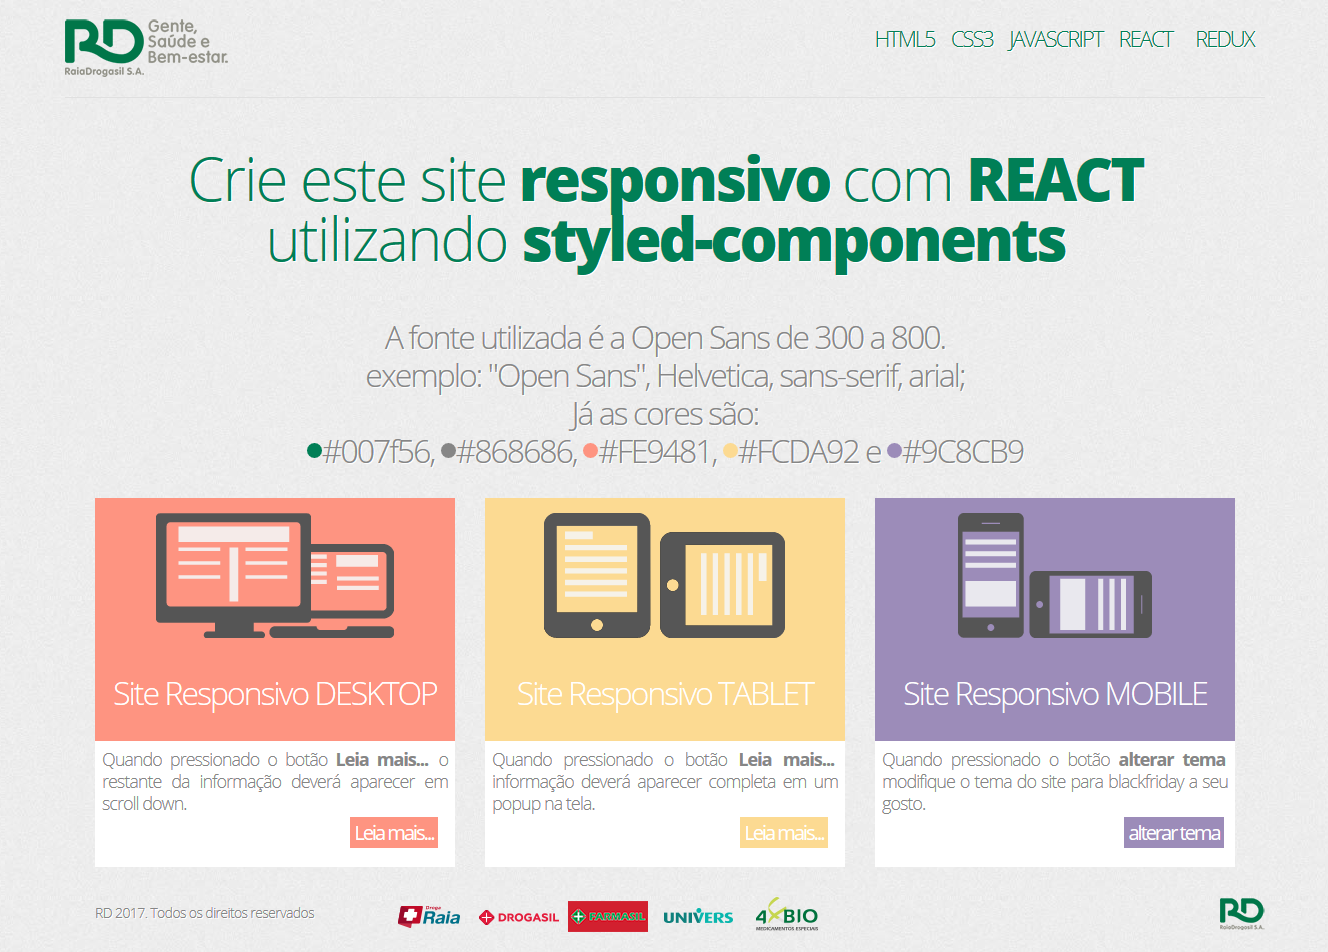 RD Gente,
Saúde e
Bem-estar.
RaiaDrogasil S.A.
HTML5 CSS3 JAVASCRIPT REACT REDUX
Crie este site responsivo com REACT
utilizando styled-components
A fonte utilizada é a Open Sans de 300 a 800.
exemplo: "Open Sans", Helvetica, sans-serif, arial;
Já as cores são:
#007f56, #868686, #FE9481, #FCDA92 e #9C8CB9
Site Responsivo DESKTOP
Quando pressionado o botão Leia mais... o
restante da informação deverá aparecer em
scroll down.
Leia mais...
Site Responsivo TABLET
Quando pressionado o botão Leia mais...
informação deverá aparecer completa em um
popup na tela.
Leia mais...
Site Responsivo MOBILE
Quando pressionado o botão alterar tema
modifique o tema do site para blackfriday a seu
gosto.
alterar tema
RD 2017. Todos os direitos reservados
Droga
Raia
DROGASIL
FARMASIL
UNIVERS
4BIO
MEDICAMENTOS ESPECIAIS
RD
RaiaDrogasil S.A.